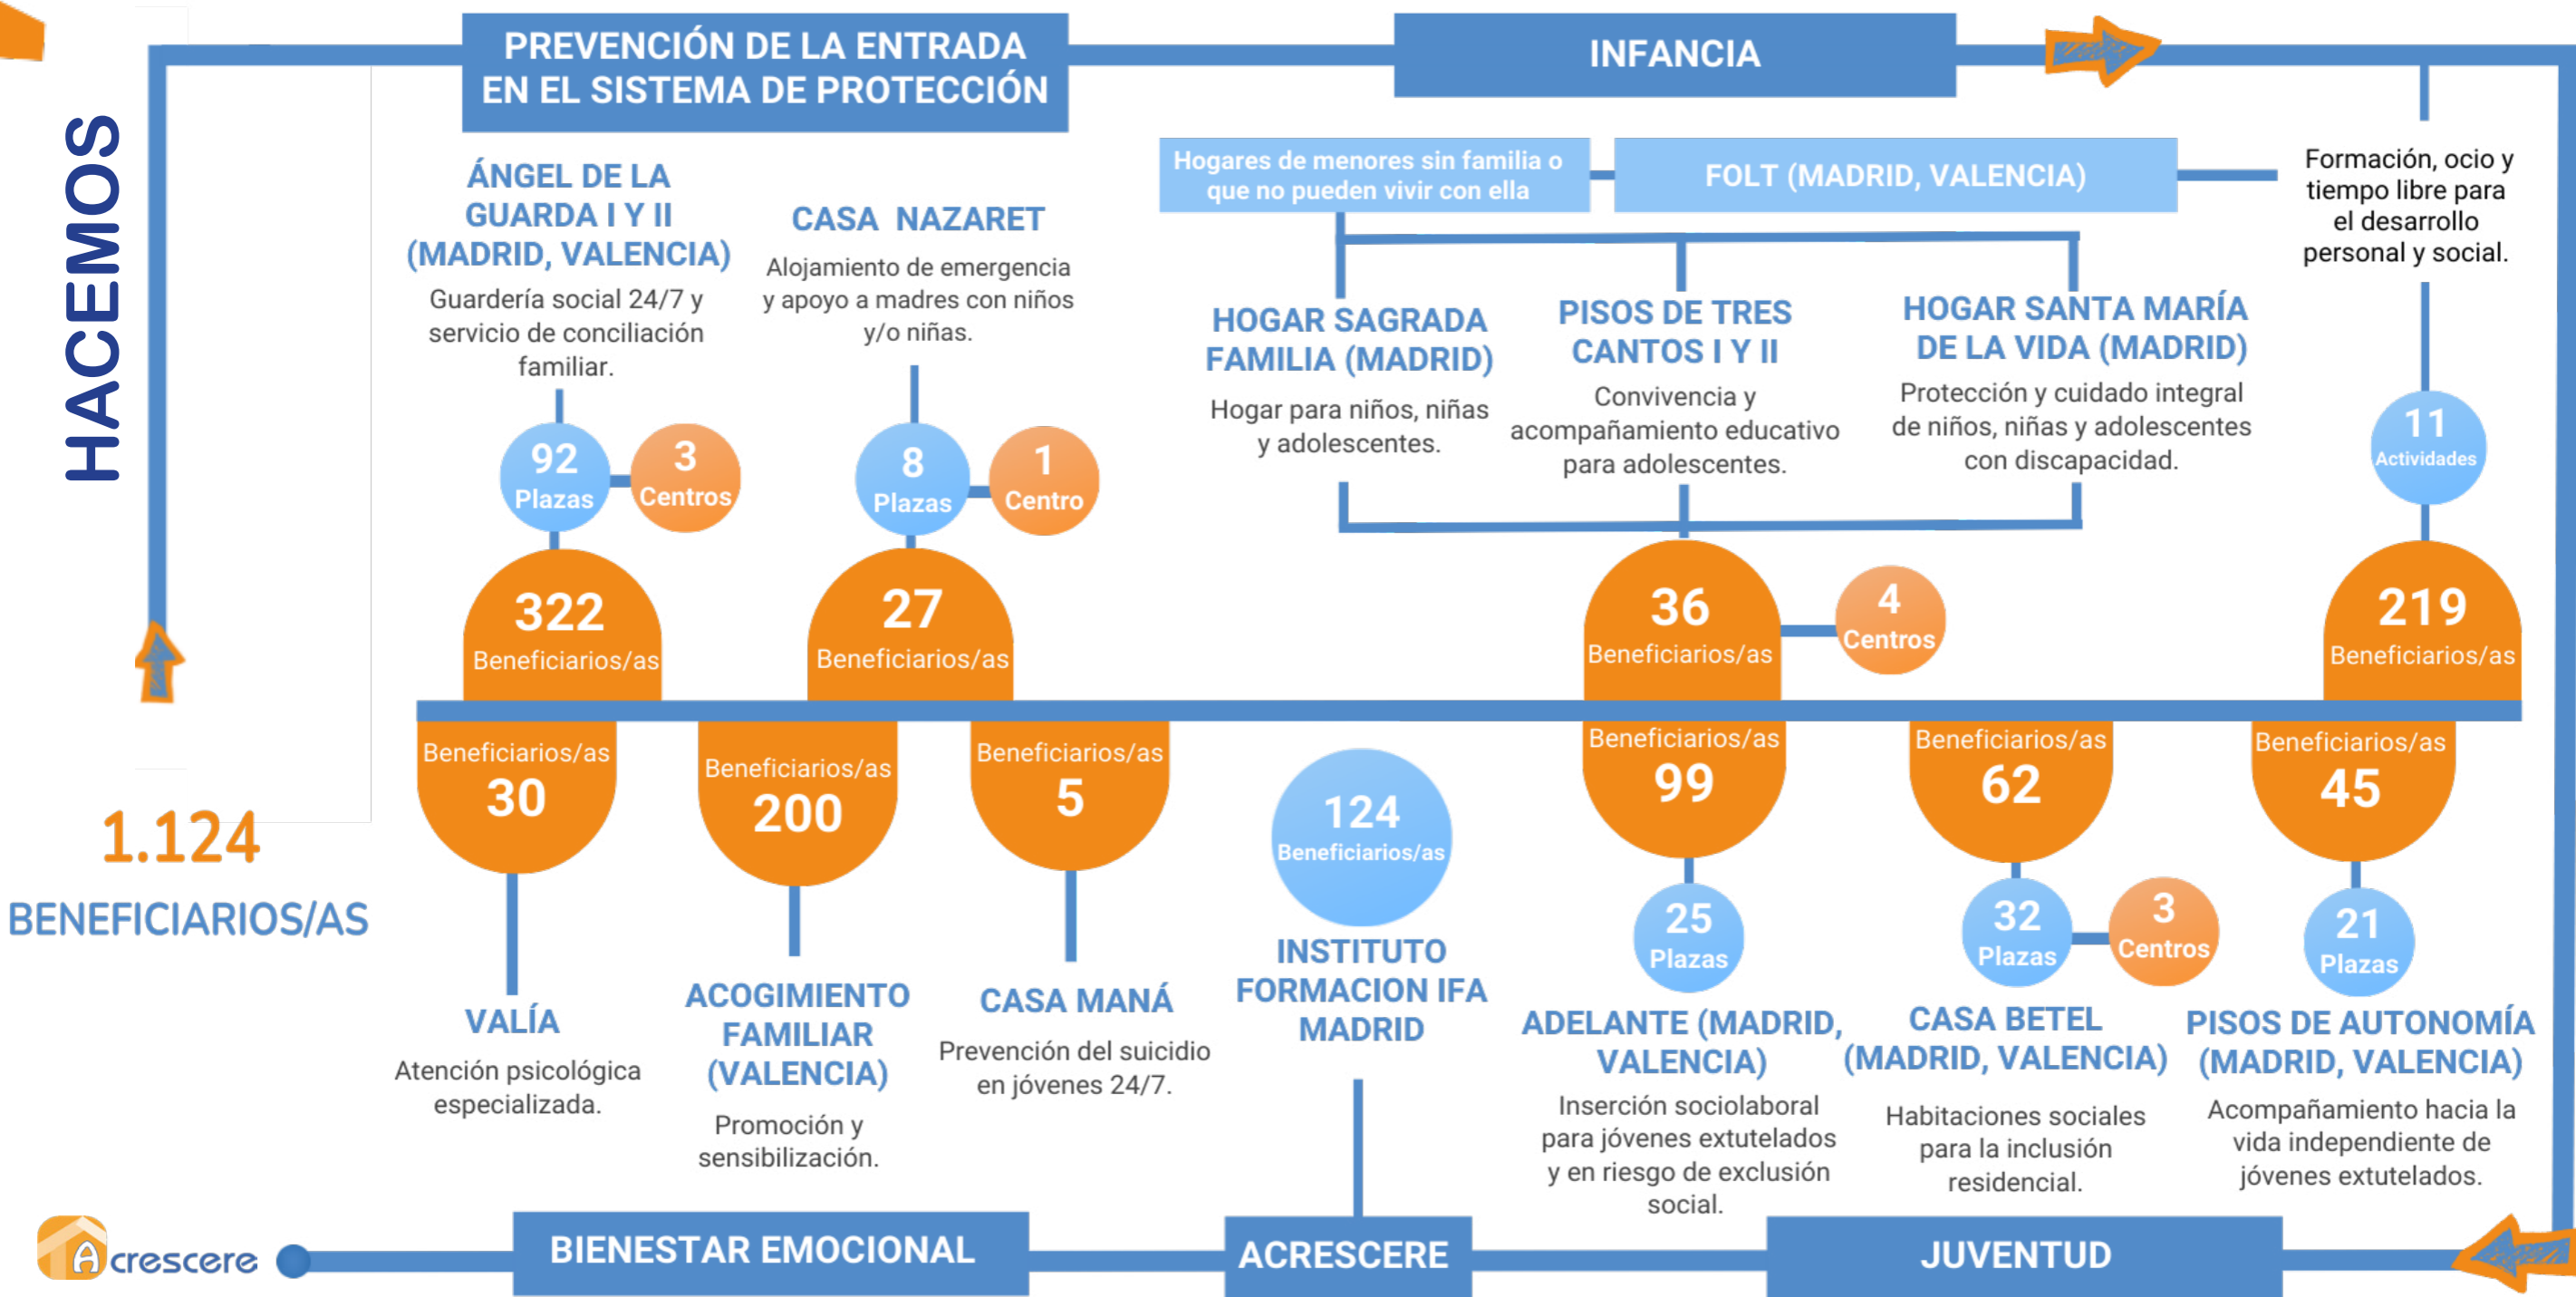 HACEMOS
1.124
BENEFICIARIOS/AS
PREVENCIÓN DE LA ENTRADA
EN EL SISTEMA DE PROTECCIÓN
ÁNGEL DE LA
GUARDA I Y II
(MADRID, VALENCIA)
Guardería social 24/7 y
servicio de conciliación
familiar.
92
Plazas
3
Centros
322
Beneficiarios/as
CASA NAZARET
Alojamiento de emergencia
y apoyo a madres con niños
y/o niñas.
8
Plazas
1
Centro
27
Beneficiarios/as
INFANCIA
Hogares de menores sin familia o
que no pueden vivir con ella
FOLT (MADRID, VALENCIA)
Formación, ocio y
tiempo libre para
el desarrollo
personal y social.
HOGAR SAGRADA
FAMILIA (MADRID)
Hogar para niños, niñas
y adolescentes.
PISOS DE TRES
CANTOS I Y II
Convivencia y
acompañamiento educativo
para adolescentes.
HOGAR SANTA MARÍA
DE LA VIDA (MADRID)
Protección y cuidado integral
de niños, niñas y adolescentes
con discapacidad.
36
Beneficiarios/as
4
Centros
11
Actividades
219
Beneficiarios/as
Beneficiarios/as
30
VALÍA
Atención psicológica
especializada.
Beneficiarios/as
200
ACOGIMIENTO
FAMILIAR
(VALENCIA)
Promoción y
sensibilización.
Beneficiarios/as
5
CASA MANÁ
Prevención del suicidio
en jóvenes 24/7.
124
Beneficiarios/as
INSTITUTO
FORMACION IFA
MADRID
Beneficiarios/as
99
25
Plazas
ADELANTE (MADRID,
VALENCIA)
Inserción sociolaboral
para jóvenes extutelados
y en riesgo de exclusión
social.
Beneficiarios/as
62
32
Plazas
3
Centros
CASA BETEL
(MADRID, VALENCIA)
Habitaciones sociales
para la inclusión
residencial.
Beneficiarios/as
45
21
Plazas
PISOS DE AUTONOMÍA
(MADRID, VALENCIA)
Acompañamiento hacia la
vida independiente de
jóvenes extutelados.
Acrescere
BIENESTAR EMOCIONAL
ACRESCERE
JUVENTUD